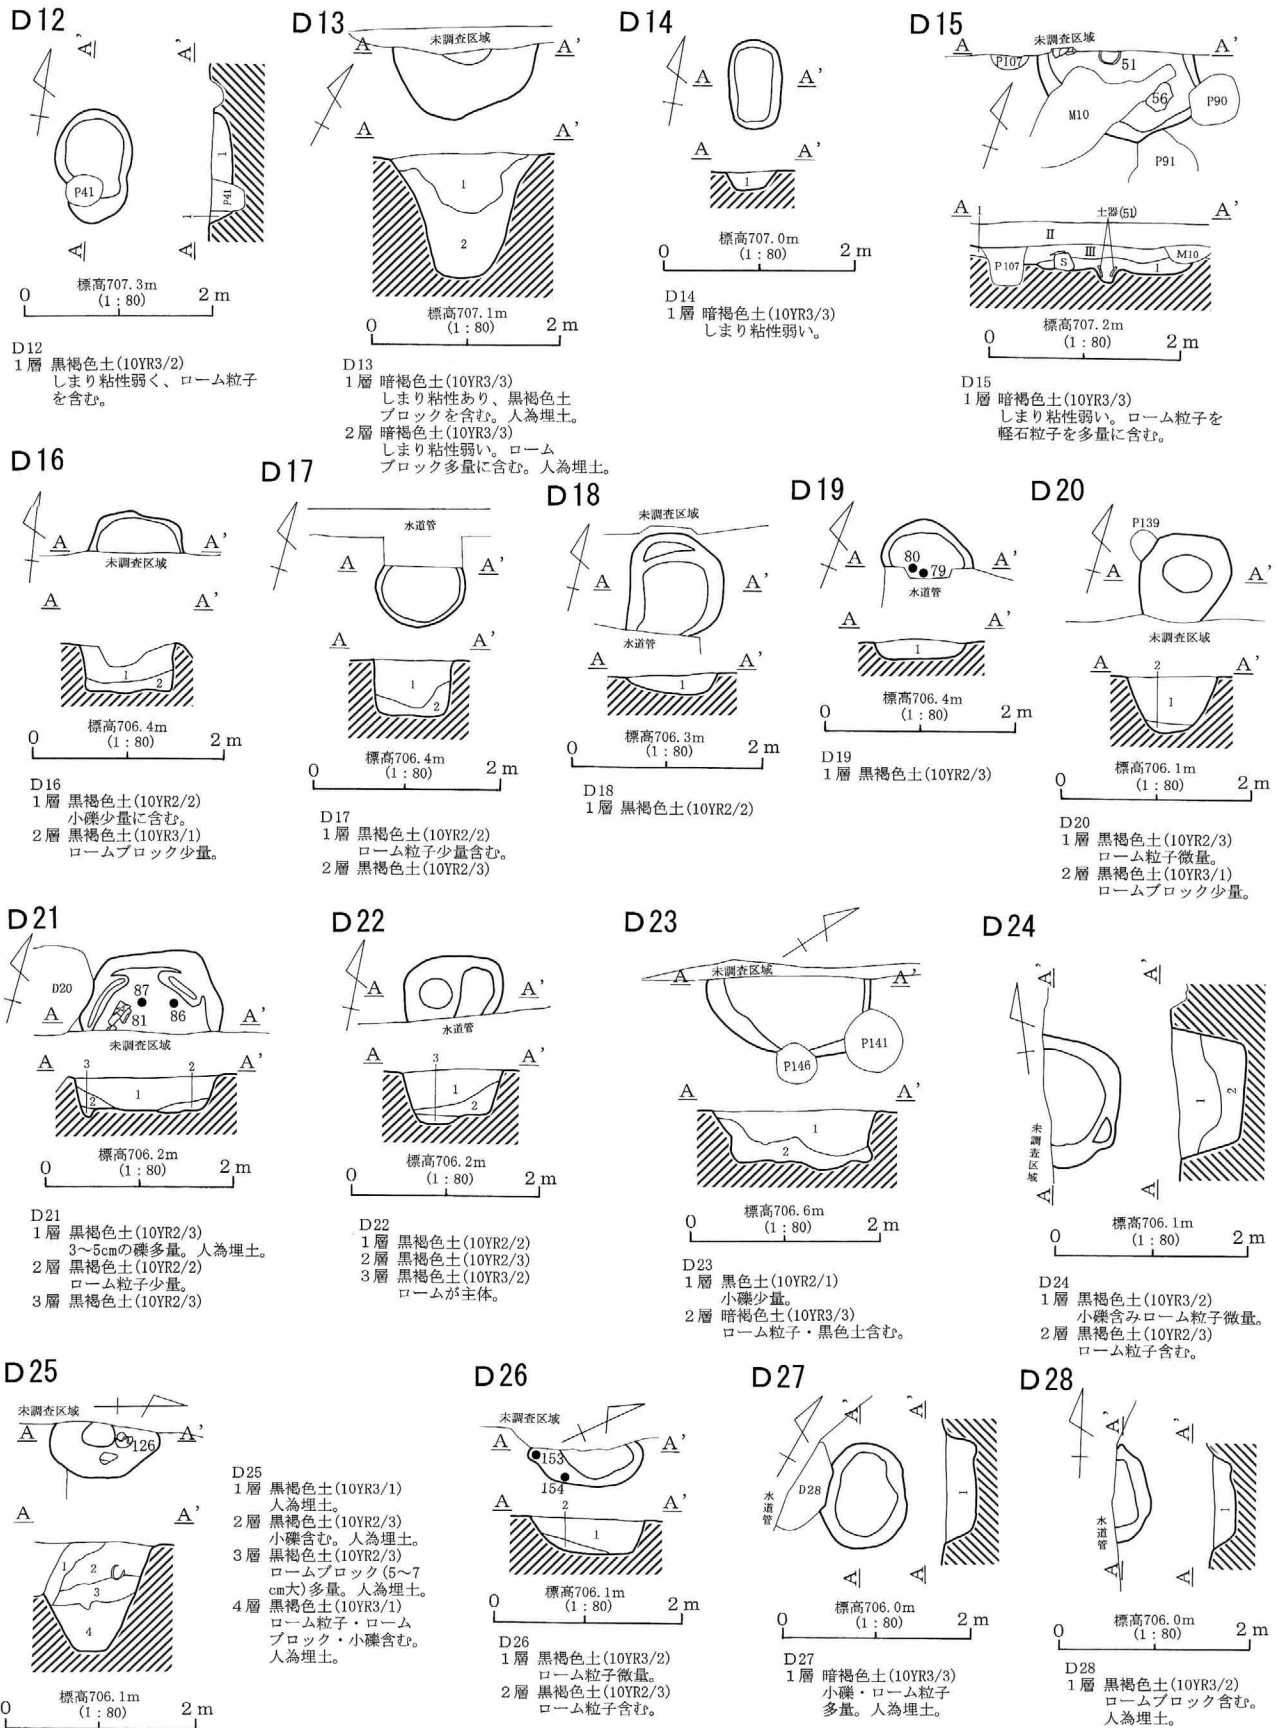 D12
A'
A'
P41
1
P41
1
A
A
標高707.3m
(1：80)
0
2m
D12
1層 黒褐色土(10YR3/2)
しまり粘性弱く、ローム粒子
を含む。
D13
A
未調査区域
A'
A
A'
1
2
標高707.1m
(1：80)
0
2m
D13
1層 暗褐色土(10YR3/3)
しまり粘性あり、黒褐色土
ブロックを含む。人為埋土。
2層 暗褐色土(10YR3/3)
しまり粘性弱い。ローム
ブロック多量に含む。人為埋土。
D14
A
A'
A
A'
1
標高707.0m
(1：80)
0
2m
D14
1層 暗褐色土(10YR3/3)
しまり粘性弱い。
D15
A
未調査区域
A'
P107
51
M10
56
P90
P91
A
1
土器(51)
A'
II
III
P107
S
1
M10
標高707.2m
(1：80)
0
2m
D15
1層 暗褐色土(10YR3/3)
しまり粘性弱い。ローム粒子を
軽石粒子を多量に含む。
D16
A
A'
未調査区域
A
A'
1
2
標高706.4m
(1：80)
0
2m
D16
1層 黒褐色土(10YR2/2)
小礫少量に含む。
2層 黒褐色土(10YR3/1)
ロームブロック少量。
D17
水道管
A
A'
A
A'
1
2
標高706.4m
(1：80)
0
2m
D17
1層 黒褐色土(10YR2/2)
ローム粒子少量含む。
2層 黒褐色土(10YR2/3)
D18
未調査区域
A
A'
水道管
A
A'
1
標高706.3m
(1：80)
0
2m
D18
1層 黒褐色土(10YR2/2)
D19
A
80
79
A'
水道管
A
A'
1
標高706.4m
(1：80)
0
2m
D19
1層 黒褐色土(10YR2/3)
D20
P139
A
A'
未調査区域
A
2
A'
1
標高706.1m
(1：80)
0
2m
D20
1層 黒褐色土(10YR2/3)
ローム粒子微量。
2層 黒褐色土(10YR3/1)
ロームブロック少量。
D21
D20
87
81
86
A
A'
未調査区域
A
3
2
A'
2
1
標高706.2m
(1：80)
0
2m
D21
1層 黒褐色土(10YR2/3)
3～5cmの礫多量。人為埋土。
2層 黒褐色土(10YR2/2)
ローム粒子少量。
3層 黒褐色土(10YR2/3)
D22
A
A'
水道管
A
3
A'
1
2
標高706.2m
(1：80)
0
2m
D22
1層 黒褐色土(10YR2/2)
2層 黒褐色土(10YR2/3)
3層 黒褐色土(10YR3/2)
ロームが主体。
D23
A
未調査区域
A'
P146
P141
A
A'
1
2
標高706.6m
(1：80)
0
2m
D23
1層 黒色土(10YR2/1)
小礫少量。
2層 暗褐色土(10YR3/3)
ローム粒子・黒色土含む。
D24
A'
A'
未調査区域
1
2
A
A
標高706.1m
(1：80)
0
2m
D24
1層 黒褐色土(10YR3/2)
小礫含みローム粒子微量。
2層 黒褐色土(10YR2/3)
ローム粒子含む。
D25
未調査区域
A
126
A'
A
A'
1
2
3
4
標高706.1m
(1：80)
0
2m
D25
1層 黒褐色土(10YR3/1)
人為埋土。
2層 黒褐色土(10YR2/3)
小礫含む。人為埋土。
3層 黒褐色土(10YR2/3)
ロームブロック(5～7
cm大)多量。人為埋土。
4層 黒褐色土(10YR3/1)
ローム粒子・ローム
ブロック・小礫含む。
人為埋土。
D26
未調査区域
A
153
154
A'
A
2
1
A'
標高706.1m
(1：80)
0
2m
D26
1層 黒褐色土(10YR3/2)
ローム粒子微量。
2層 黒褐色土(10YR2/3)
ローム粒子含む。
D27
A'
A'
D28
水道管
1
A
A
標高706.0m
(1：80)
0
2m
D27
1層 暗褐色土(10YR3/3)
小礫・ローム粒子
多量。人為埋土。
D28
A'
A'
水道管
1
A
A
標高706.0m
(1：80)
0
2m
D28
1層 黒褐色土(10YR3/2)
ロームブロック含む。
人為埋土。